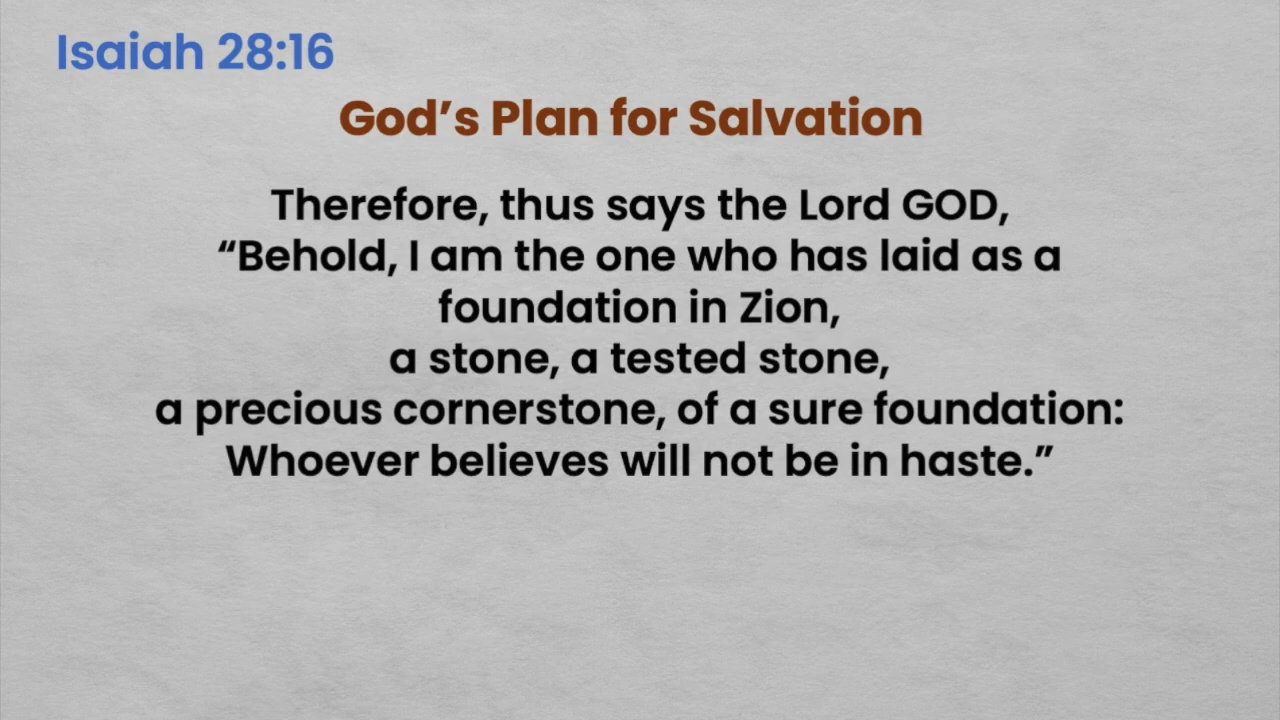 Isaiah 28:16
God’s Plan for Salvation
Therefore, thus says the Lord GOD,
“Behold, I am the one who has laid as a
foundation in Zion,
a stone, a tested stone,
a precious cornerstone, of a sure foundation:
Whoever believes will not be in haste.”